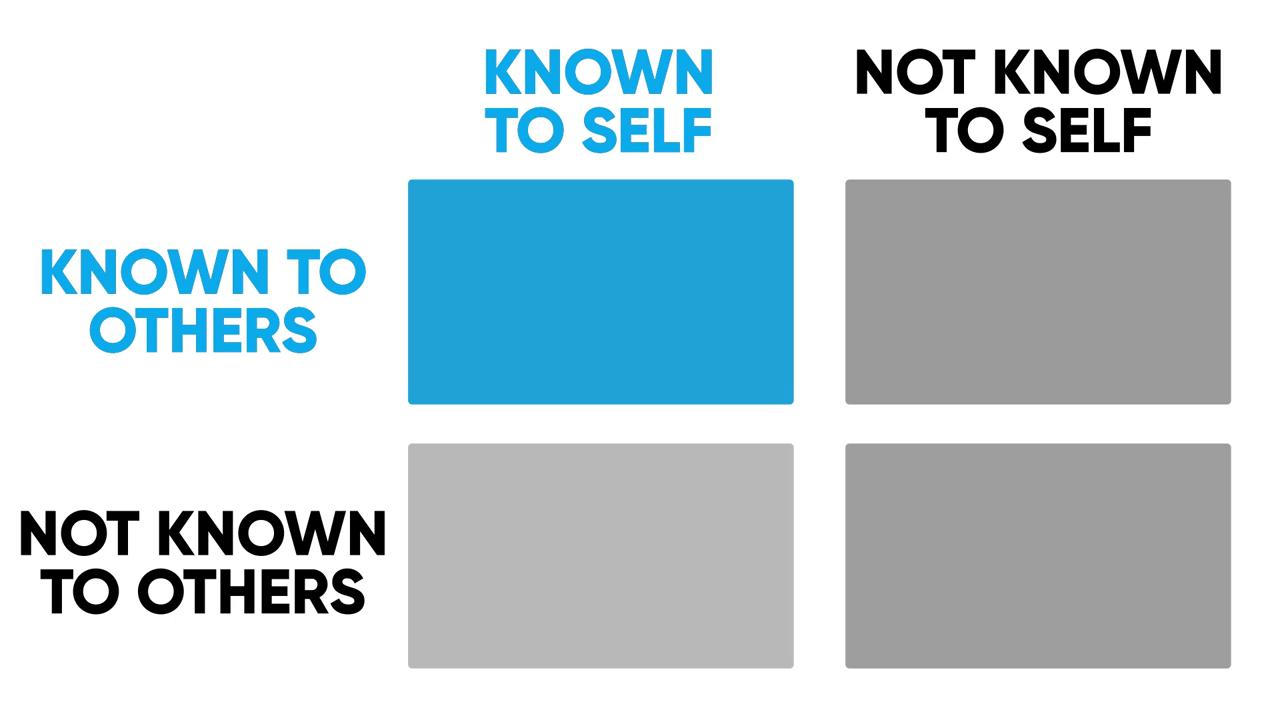 KNOWN
TO SELF
NOT KNOWN
TO SELF
KNOWN TO
OTHERS
NOT KNOWN
TO OTHERS